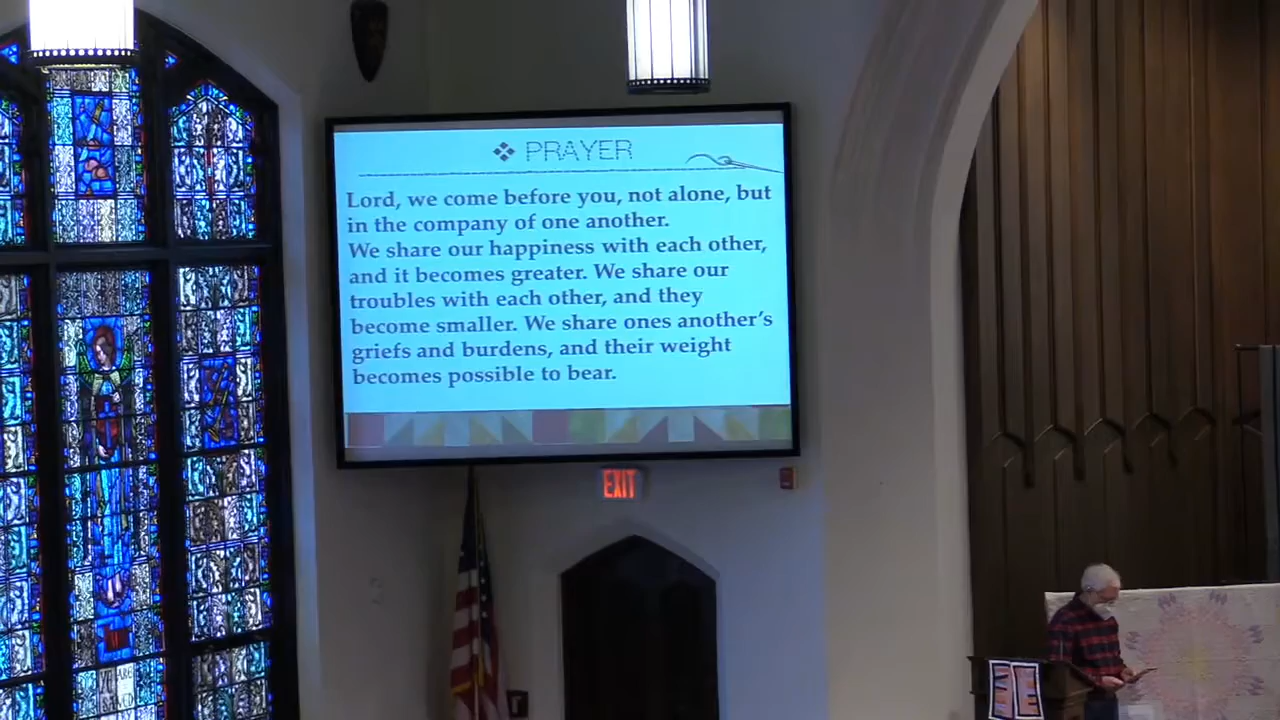 PRAYER
Lord, we come before you, not alone, but
in the company of one another.
We share our happiness with each other,
and it becomes greater. We share our
troubles with each other, and they
become smaller. We share ones another’s
griefs and burdens, and their weight
becomes possible to bear.
EXIT